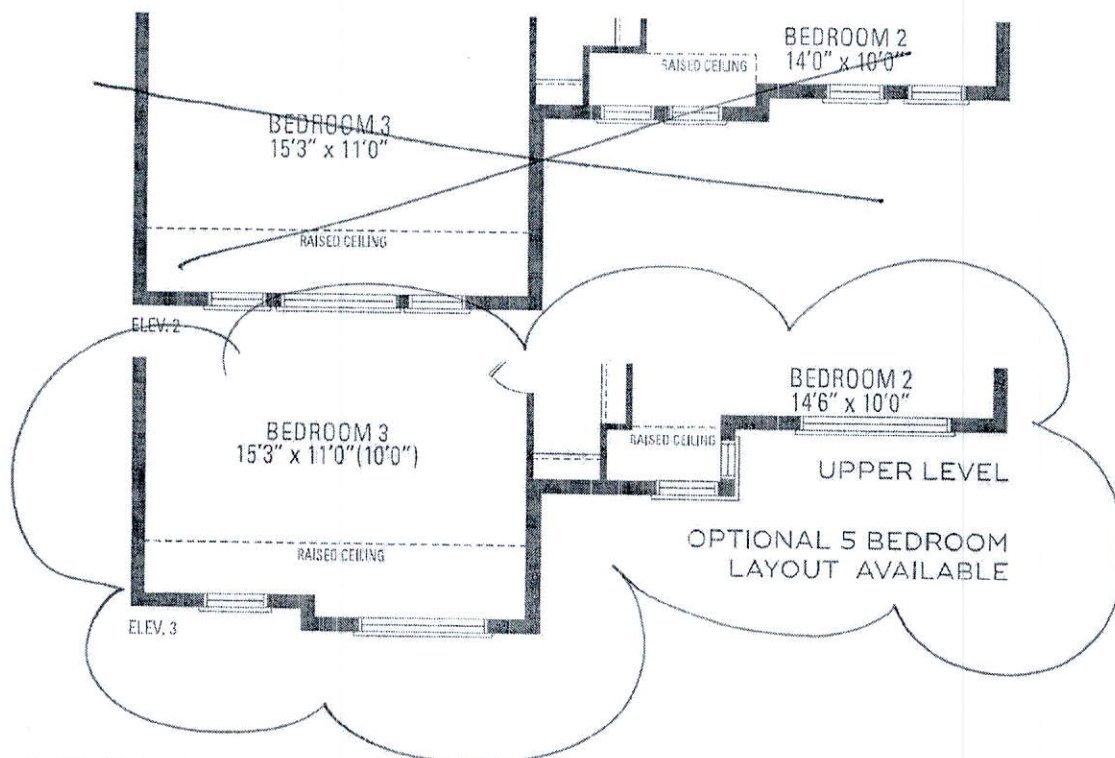 BEDROOM 2
14'0" x 10'0"
RAISED CEILING
BEDROOM 3
15'3" x 11'0"
RAISED CEILING
ELEV. 2
BEDROOM 2
14'6" x 10'0"
BEDROOM 3
15'3" x 11'0"(10'0")
RAISED CEILING
UPPER LEVEL
OPTIONAL 5 BEDROOM
LAYOUT AVAILABLE
RAISED CEILING
ELEV. 3